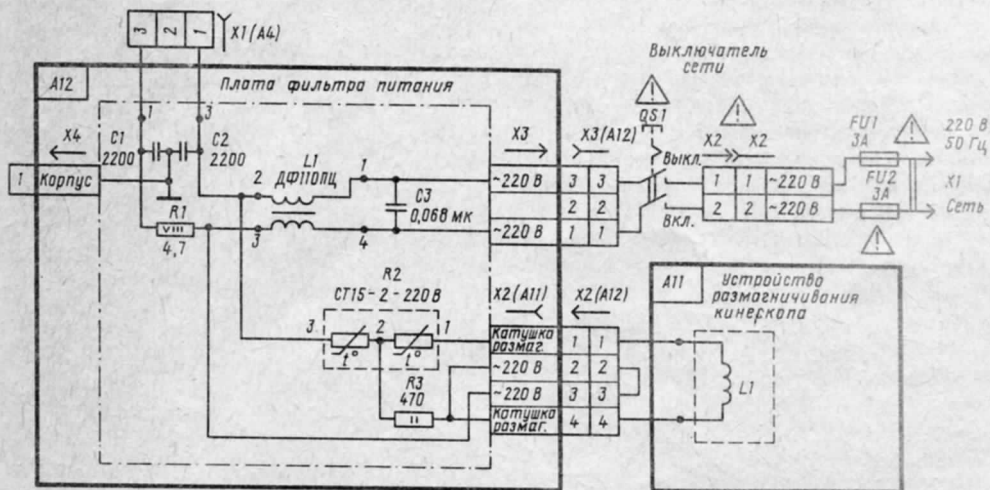 3 2 1 X1(A4)
A12 Плата фильтра питания
Выключатель
сети
QS1
X4
1 Корпус
1 3
C1
2200
C2
2200
R1
VIII
4,7
L1
ДФ110ПЦ
2 1
3 4
C3
0,068 мк
X3 X3(A12)
~220 В 3 3
2 2
~220 В 1 1
Выкл.
Вкл.
X2 X2
1 1 ~220 В
2 2 ~220 В
FU1
3А
FU2
3А
220 В
50 Гц
X1
Сеть
R2
СТ15-2-220В
3 2 1
t° t°
R3
470
II
X2(A11) X2(A12)
Катушка
размаг. 1 1
~220 В 2 2
~220 В 3 3
Катушка
размаг. 4 4
A11 Устройство
размагничивания
кинескопа
L1